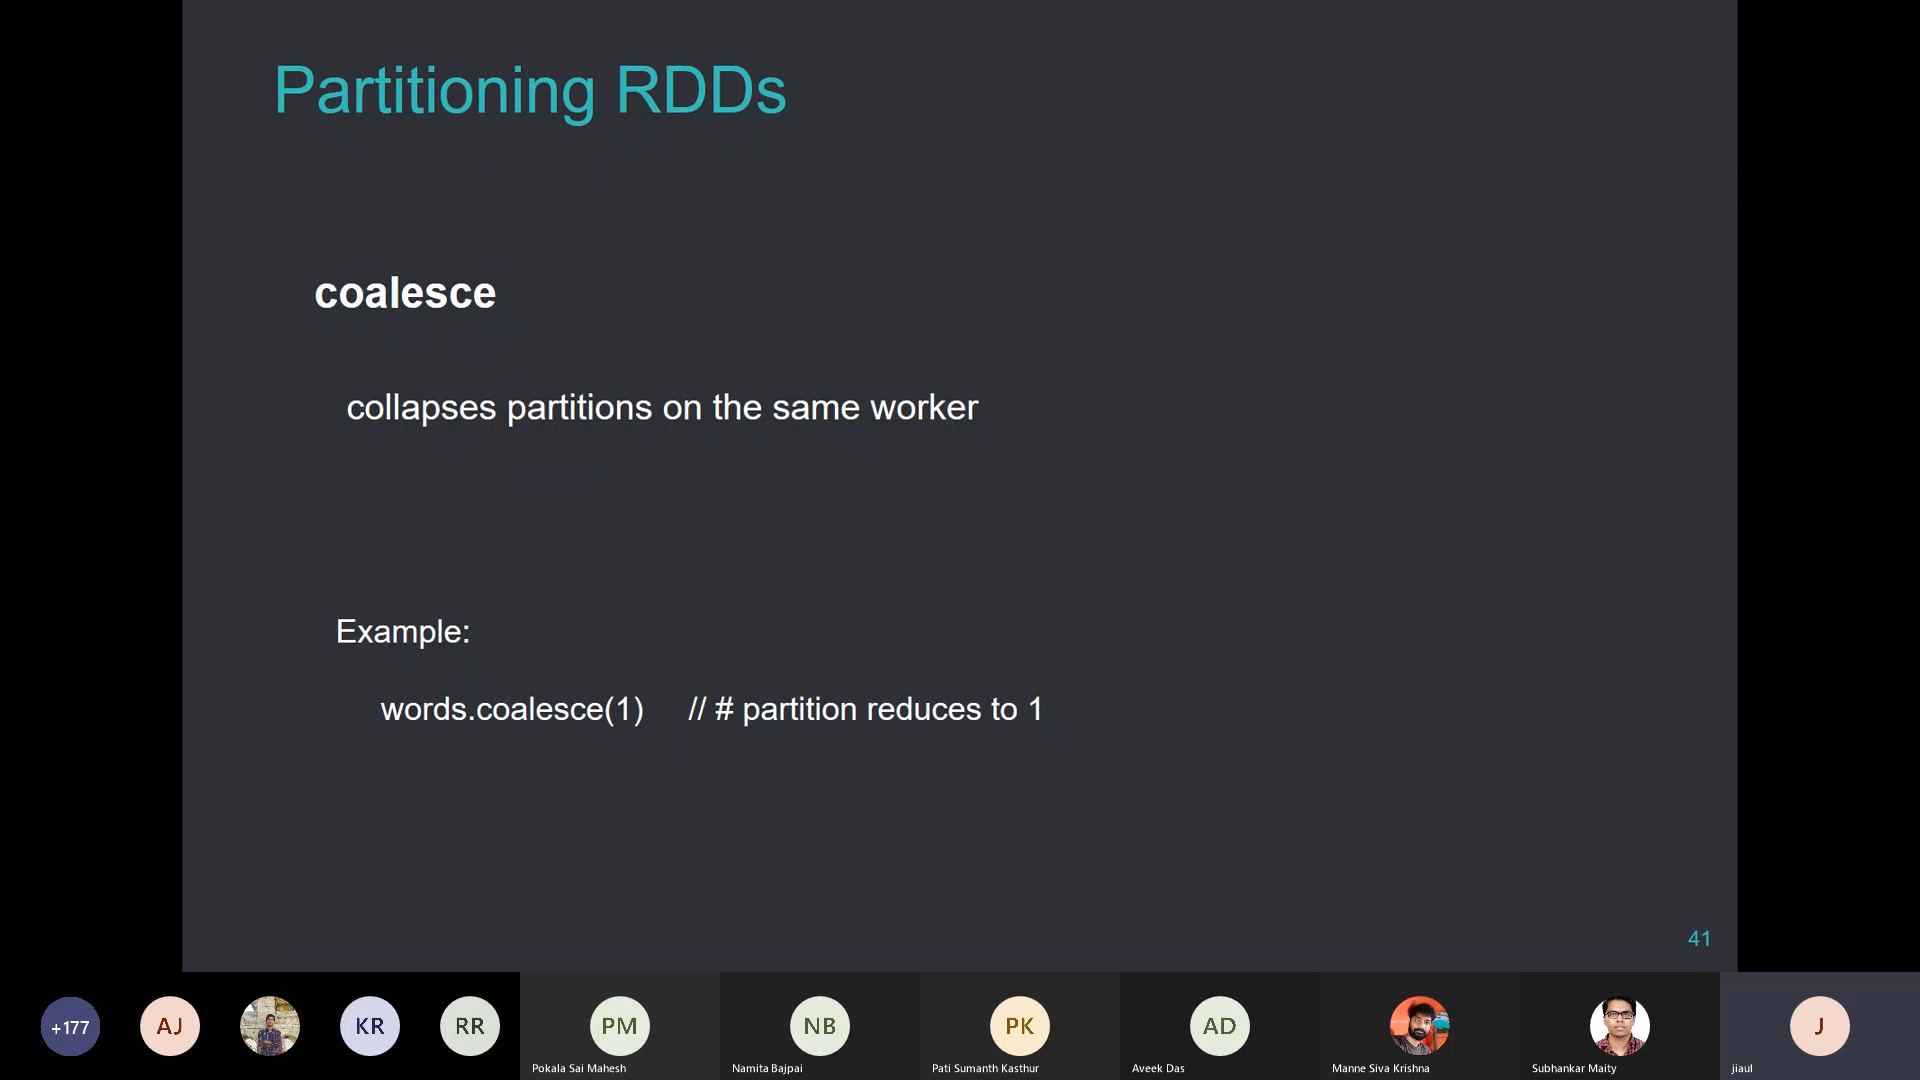 Partitioning RDDs
coalesce
collapses partitions on the same worker
Example:
words.coalesce(1) // # partition reduces to 1
41
+177
AJ
KR
RR
PM
NB
PK
AD
J
Pokala Sai Mahesh
Namita Bajpai
Pati Sumanth Kasthur
Aveek Das
Manne Siva Krishna
Subhankar Maity
jiaul